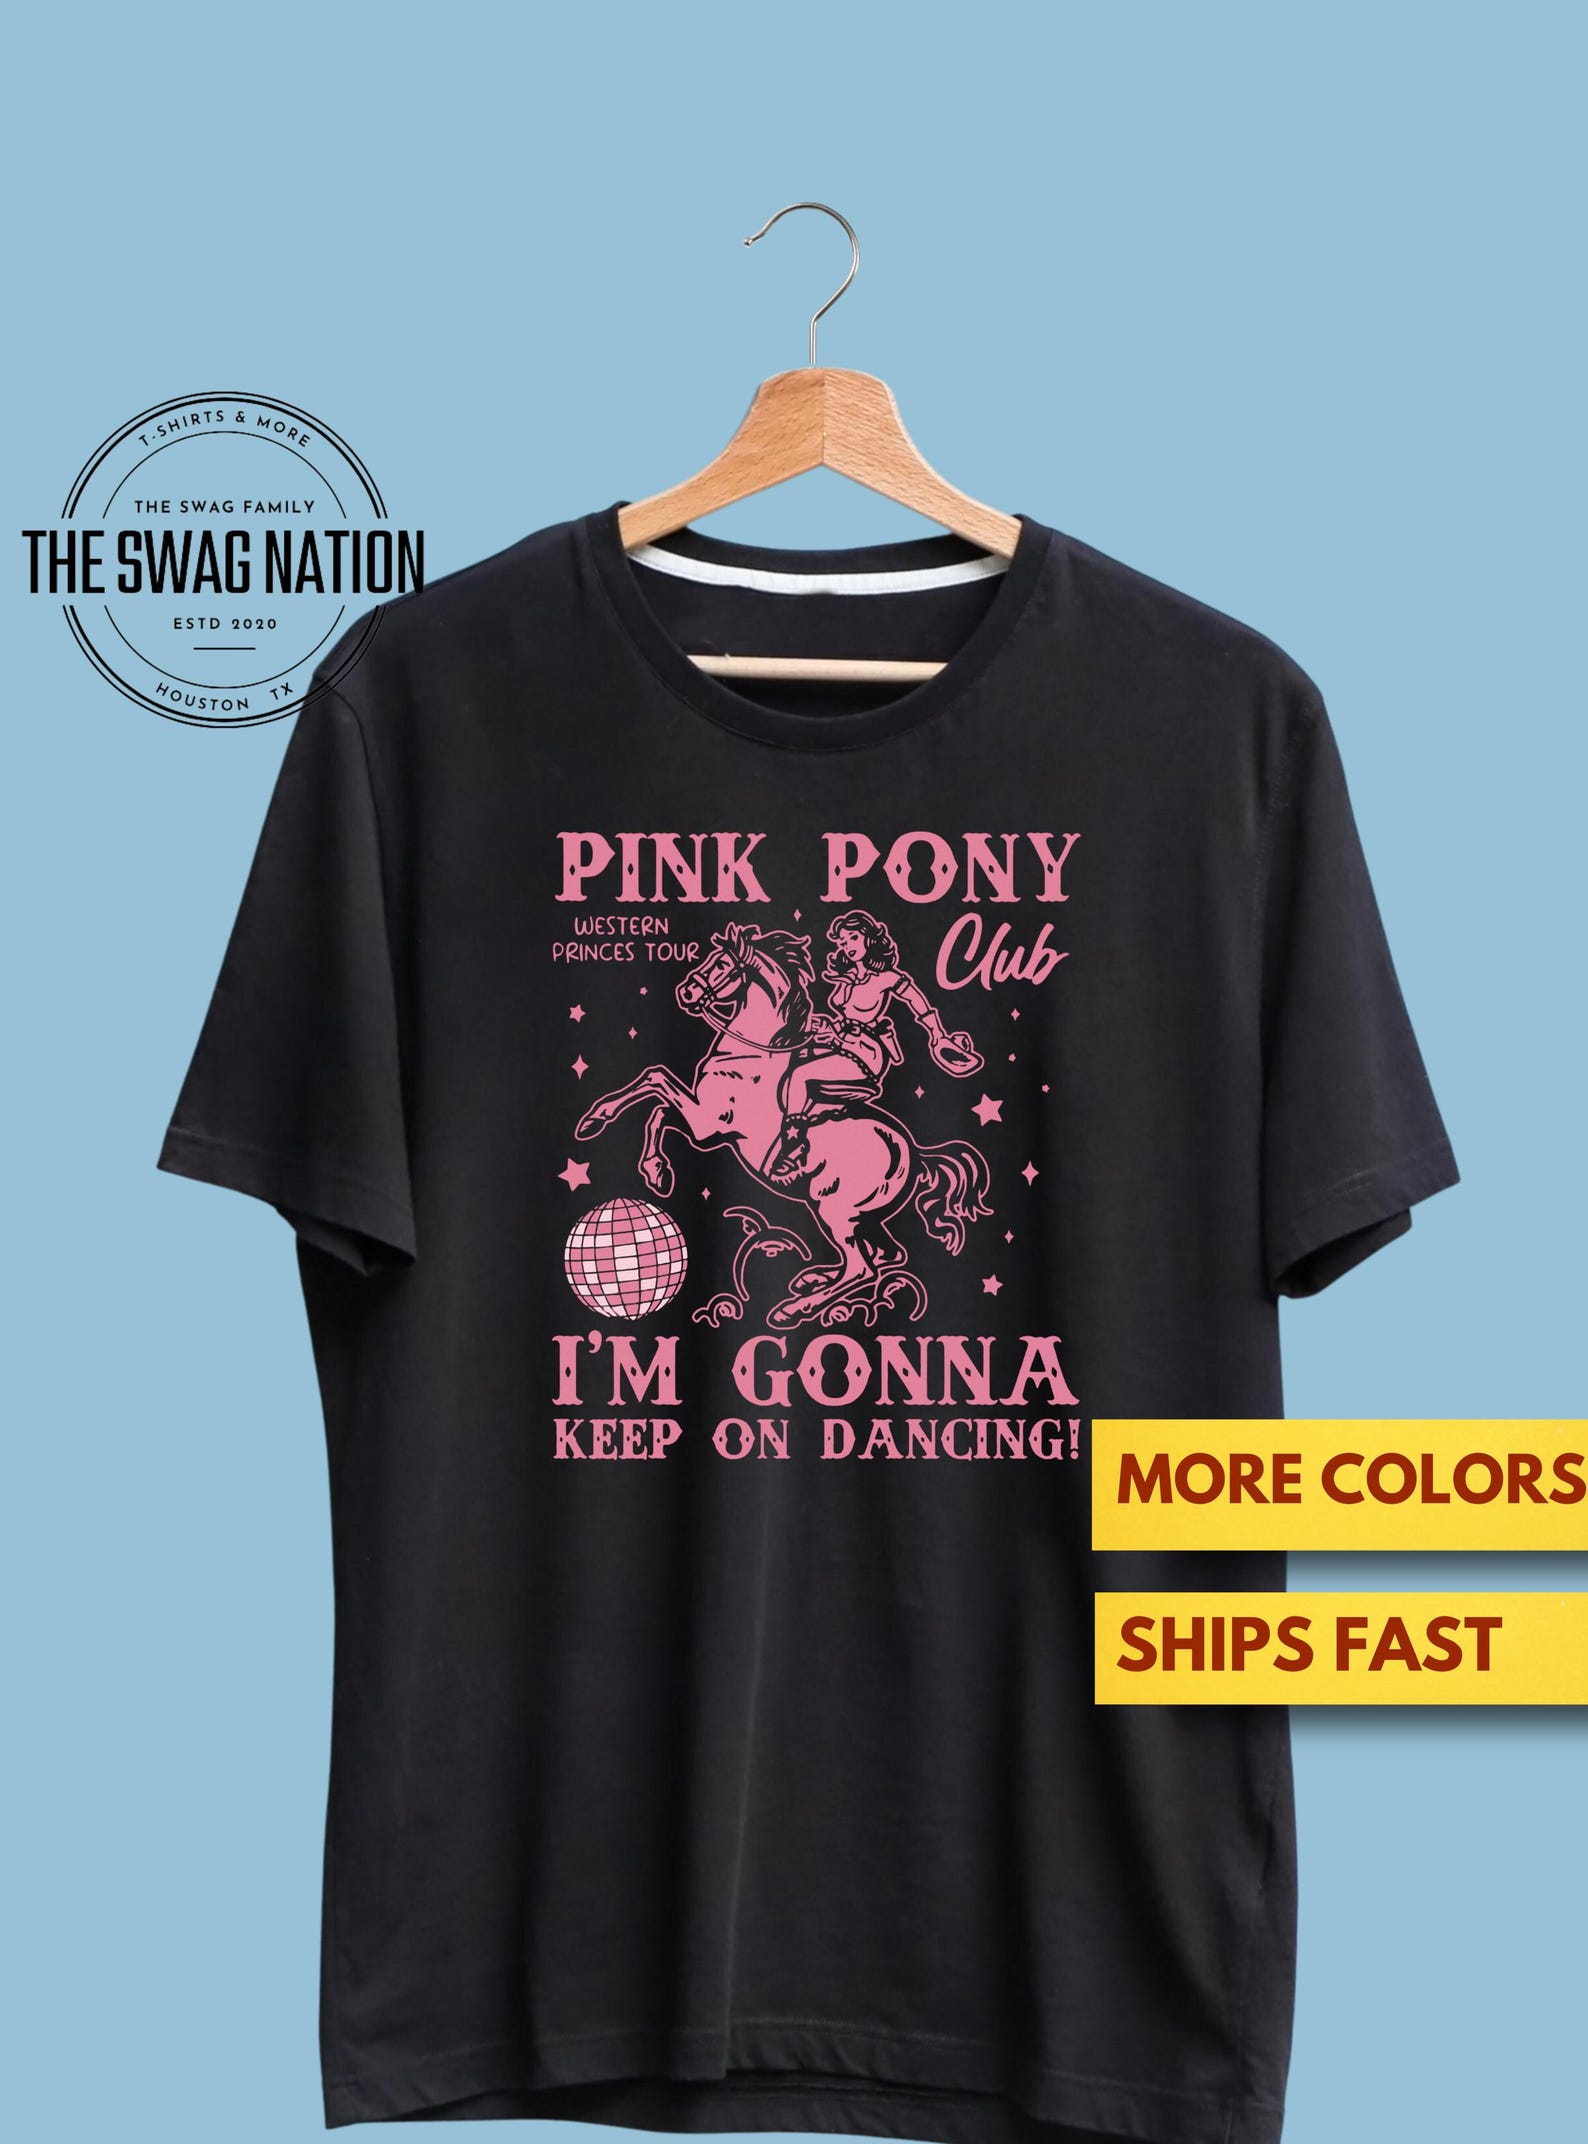 T-SHIRTS & MORE
THE SWAG FAMILY
THE SWAG NATION
ESTD 2020
HOUSTON TX
PINK PONY
WESTERN
PRINCES TOUR
Club
I'M GONNA
KEEP ON DANCING!
MORE COLORS
SHIPS FAST